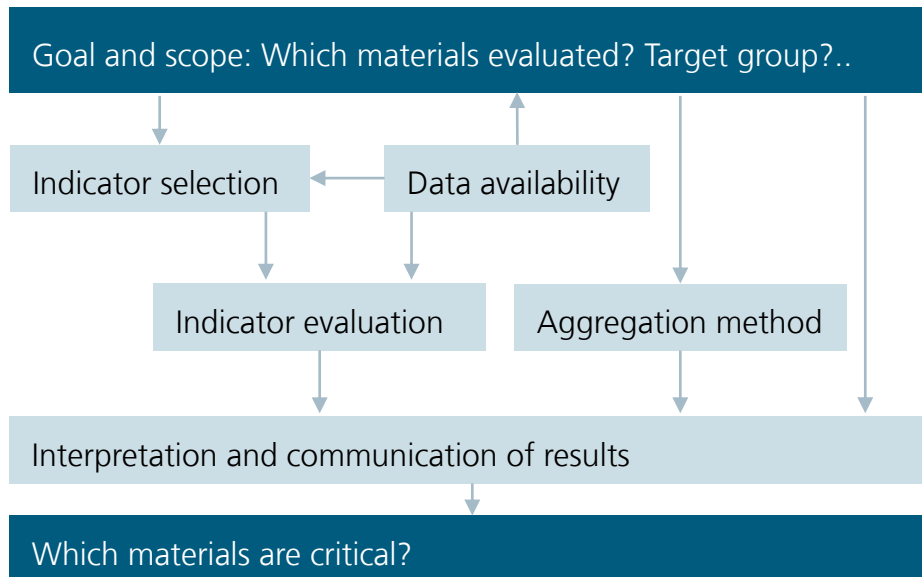 Goal and scope: Which materials evaluated? Target group?..
Indicator selection
Data availability
Indicator evaluation
Aggregation method
Interpretation and communication of results
Which materials are critical?